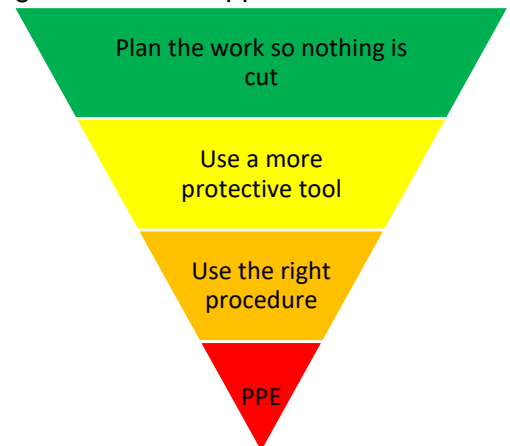 Plan the work so nothing is
cut
Use a more
protective tool
Use the right
procedure
PPE